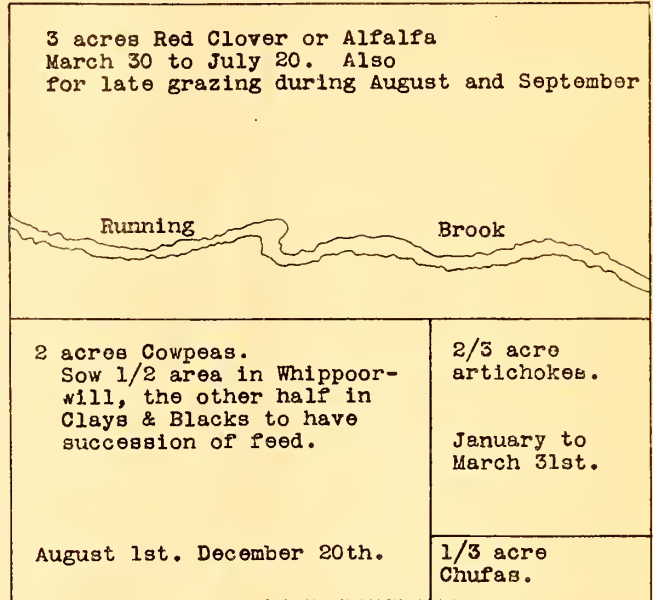 3 acres Red Clover or Alfalfa
March 30 to July 20. Also
for late grazing during August and September
Running Brook
2 acres Cowpeas.
Sow 1/2 area in Whippoor-
will, the other half in
Clays & Blacks to have
succession of feed.
August 1st. December 20th.
2/3 acre
artichokes.
January to
March 31st.
1/3 acre
Chufas.